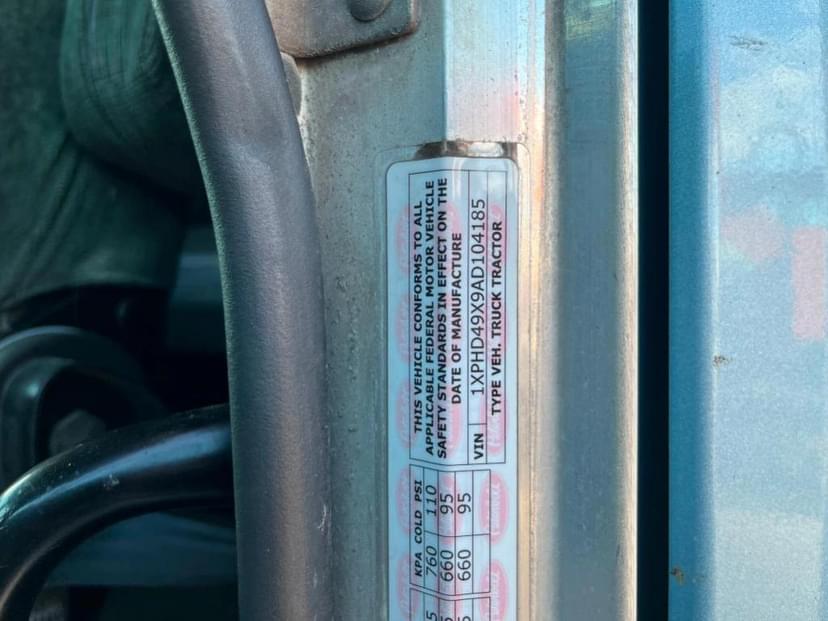 THIS VEHICLE CONFORMS TO ALL
APPLICABLE FEDERAL MOTOR VEHICLE
SAFETY STANDARDS IN EFFECT ON THE
DATE OF MANUFACTURE
VIN 1XPHD49X9AD104185
TYPE VEH. TRUCK TRACTOR
KPA COLD PSI
760 110
660 95
660 95